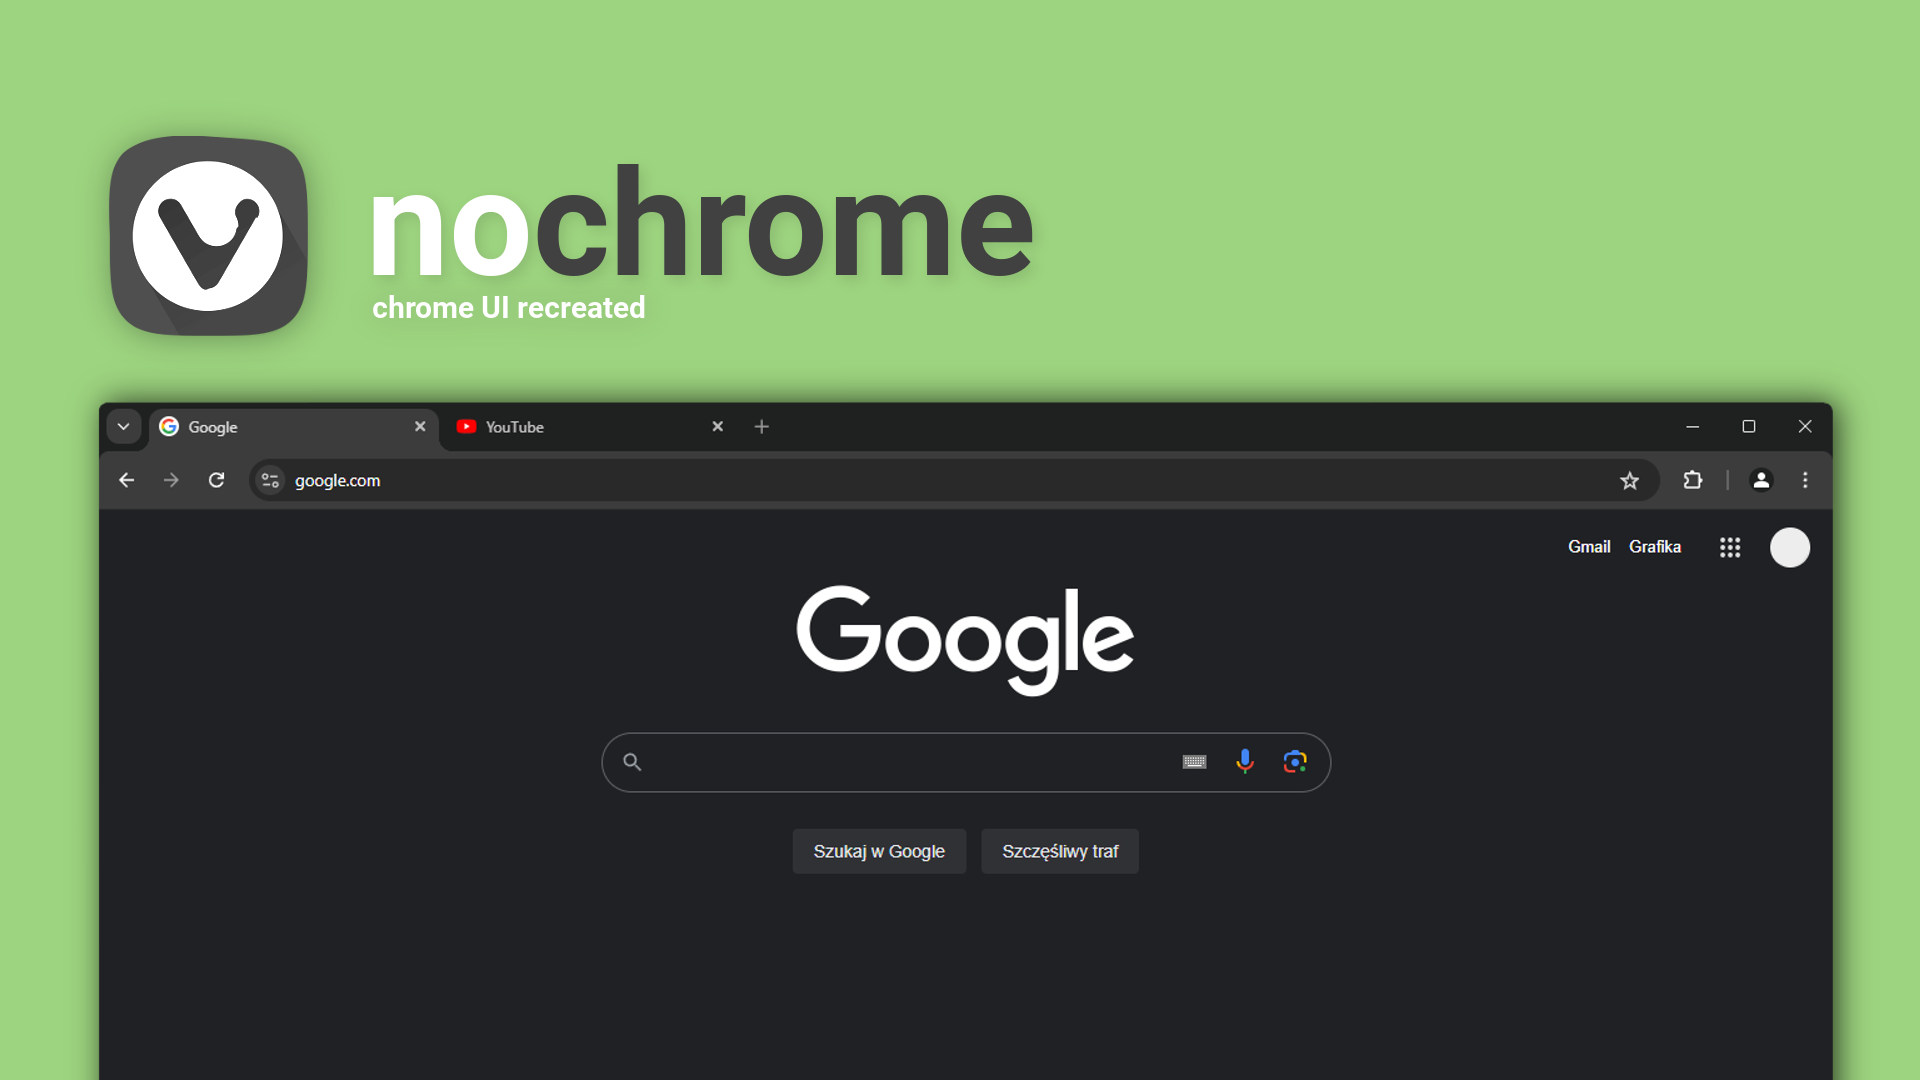 nochrome
chrome UI recreated
Google
YouTube
google.com
Gmail Grafika
Google
Szukaj w Google
Szczęśliwy traf